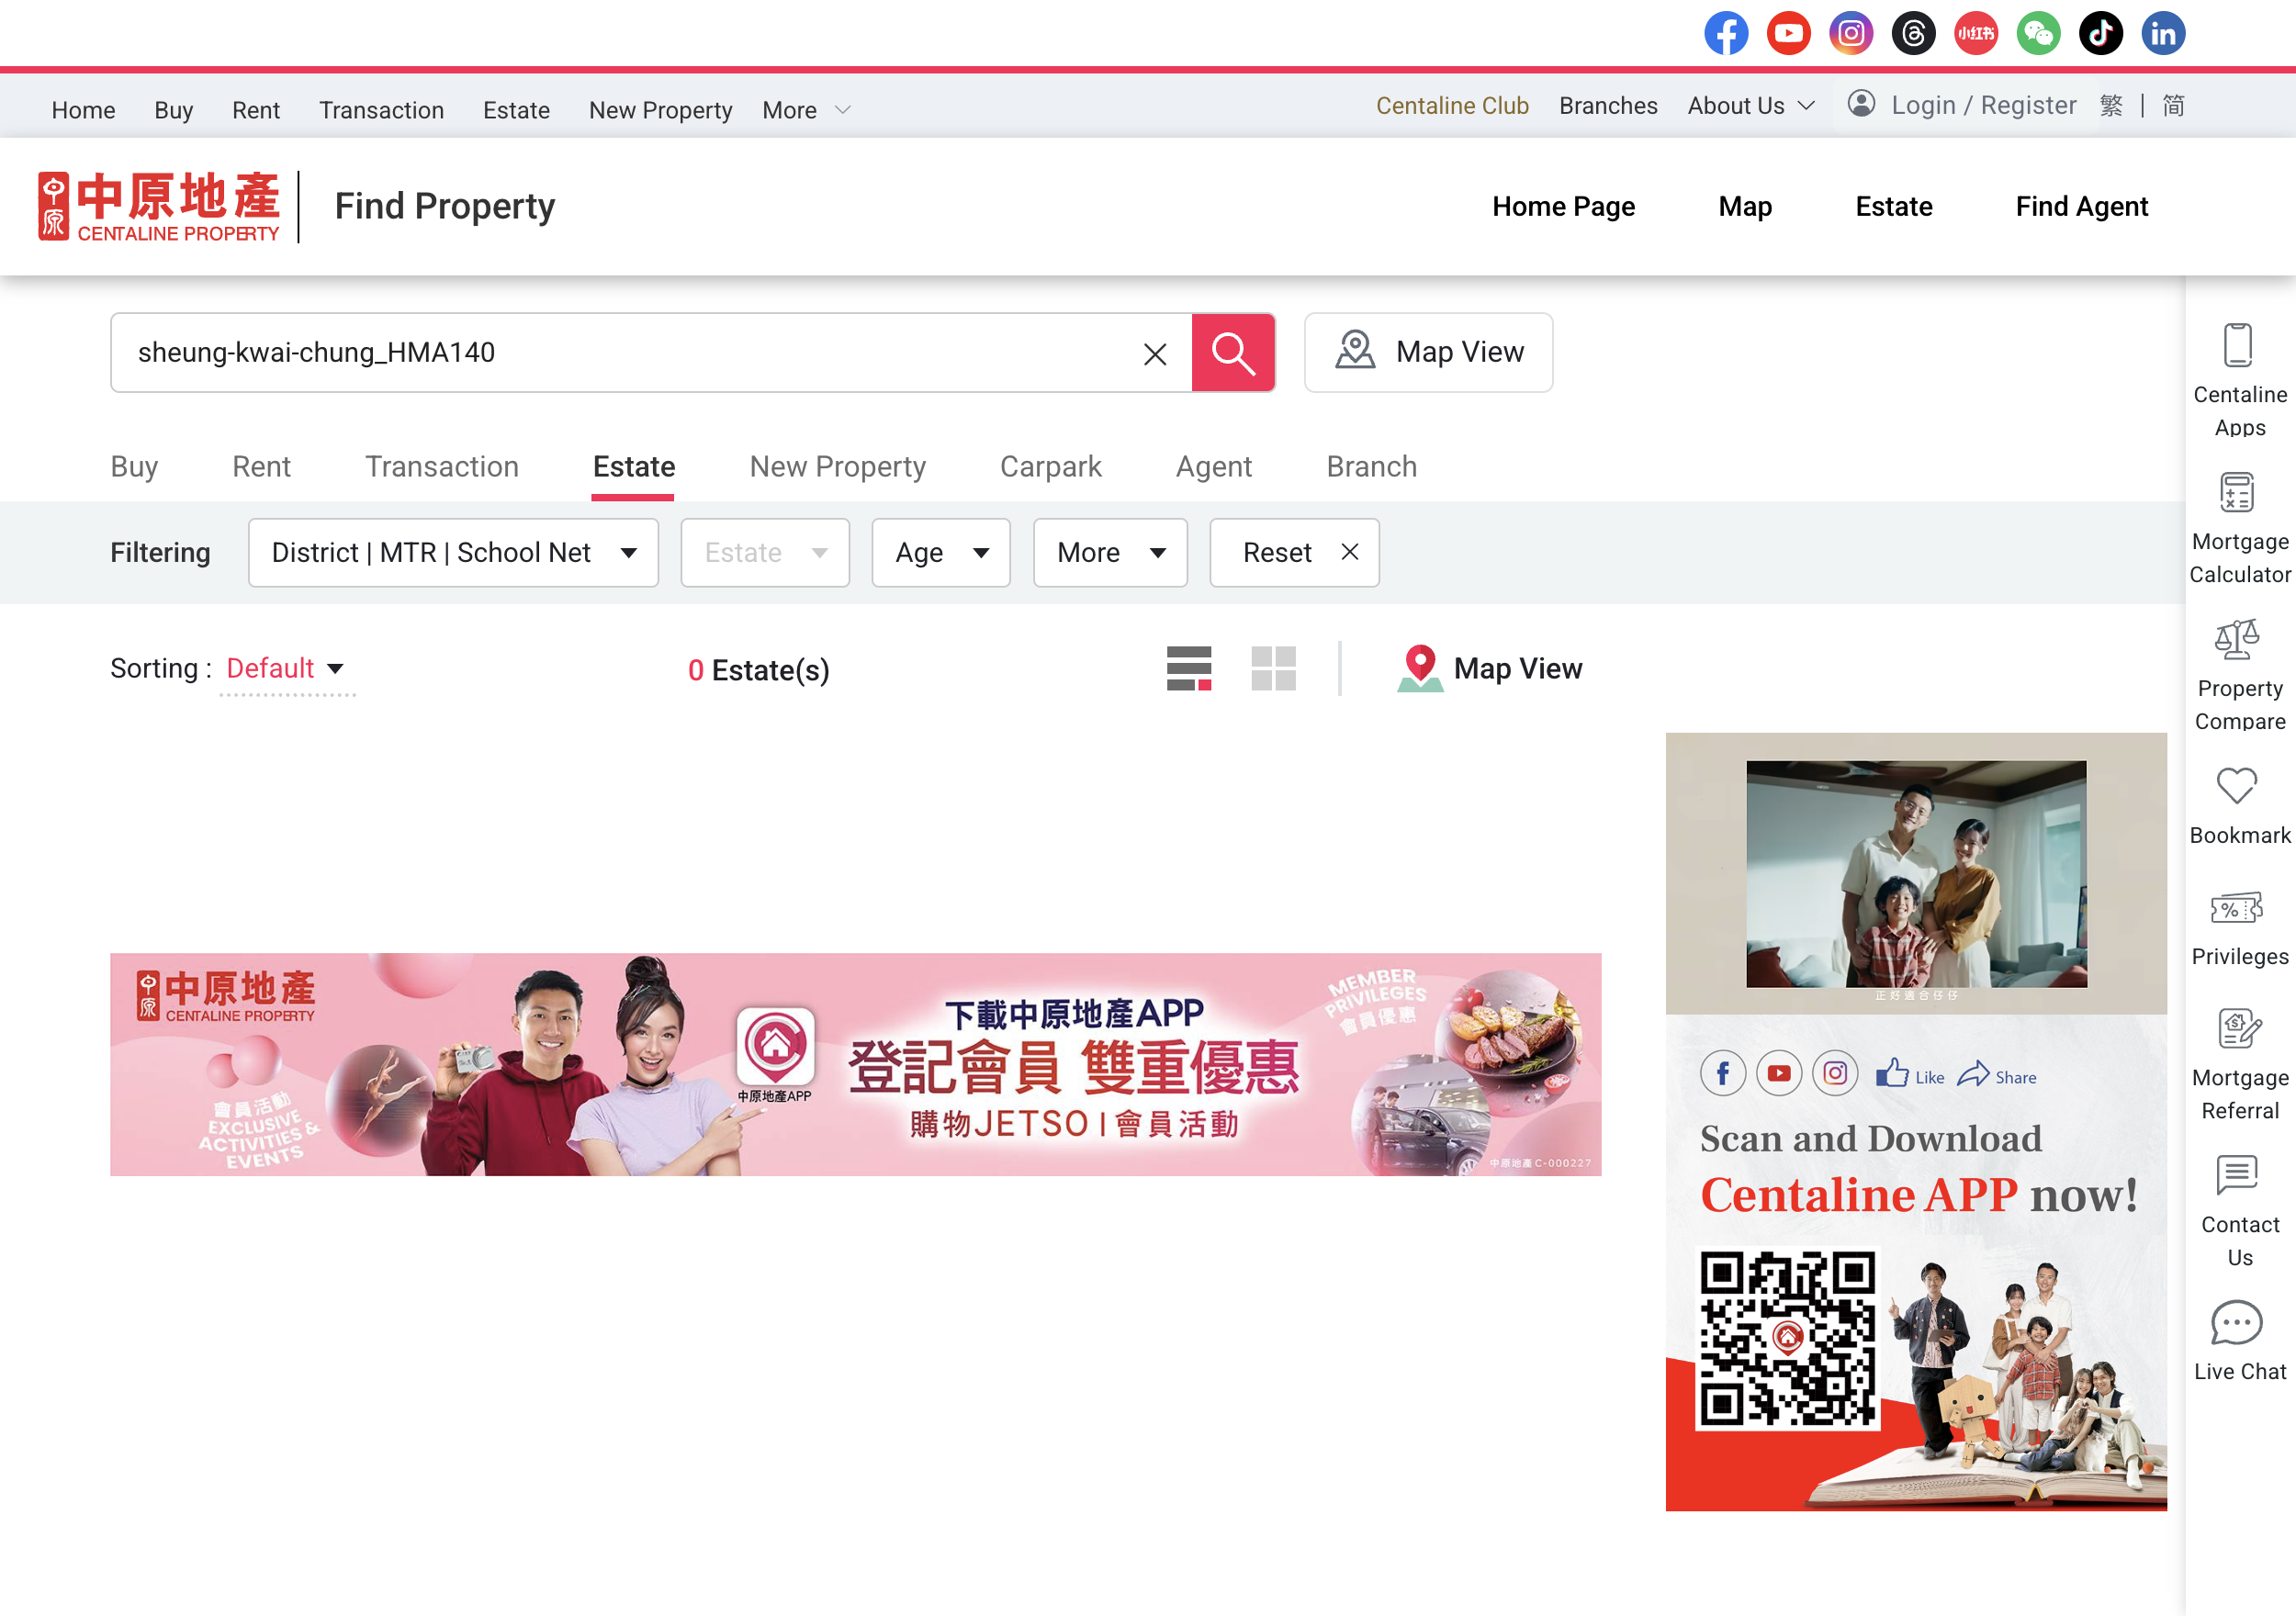 小红书
Home Buy Rent Transaction Estate New Property More
Centaline Club Branches About Us Login / Register 繁 | 简
中原
中原地產
CENTALINE PROPERTY
Find Property
Home Page Map Estate Find Agent
sheung-kwai-chung_HMA140
Map View
Buy Rent Transaction Estate New Property Carpark Agent Branch
Filtering District | MTR | School Net Estate Age More Reset
Sorting : Default
0 Estate(s)
Map View
中原
中原地產
CENTALINE PROPERTY
會員活動
EXCLUSIVE
ACTIVITIES &
EVENTS
中原地產APP
下載中原地產APP
登記會員 雙重優惠
購物JETSO | 會員活動
MEMBER
PRIVILEGES
會員優惠
中原地產 C-000227
正好適合仔仔
Like Share
Scan and Download
Centaline APP now!
Centaline
Apps
Mortgage
Calculator
Property
Compare
Bookmark
Privileges
Mortgage
Referral
Contact
Us
Live Chat